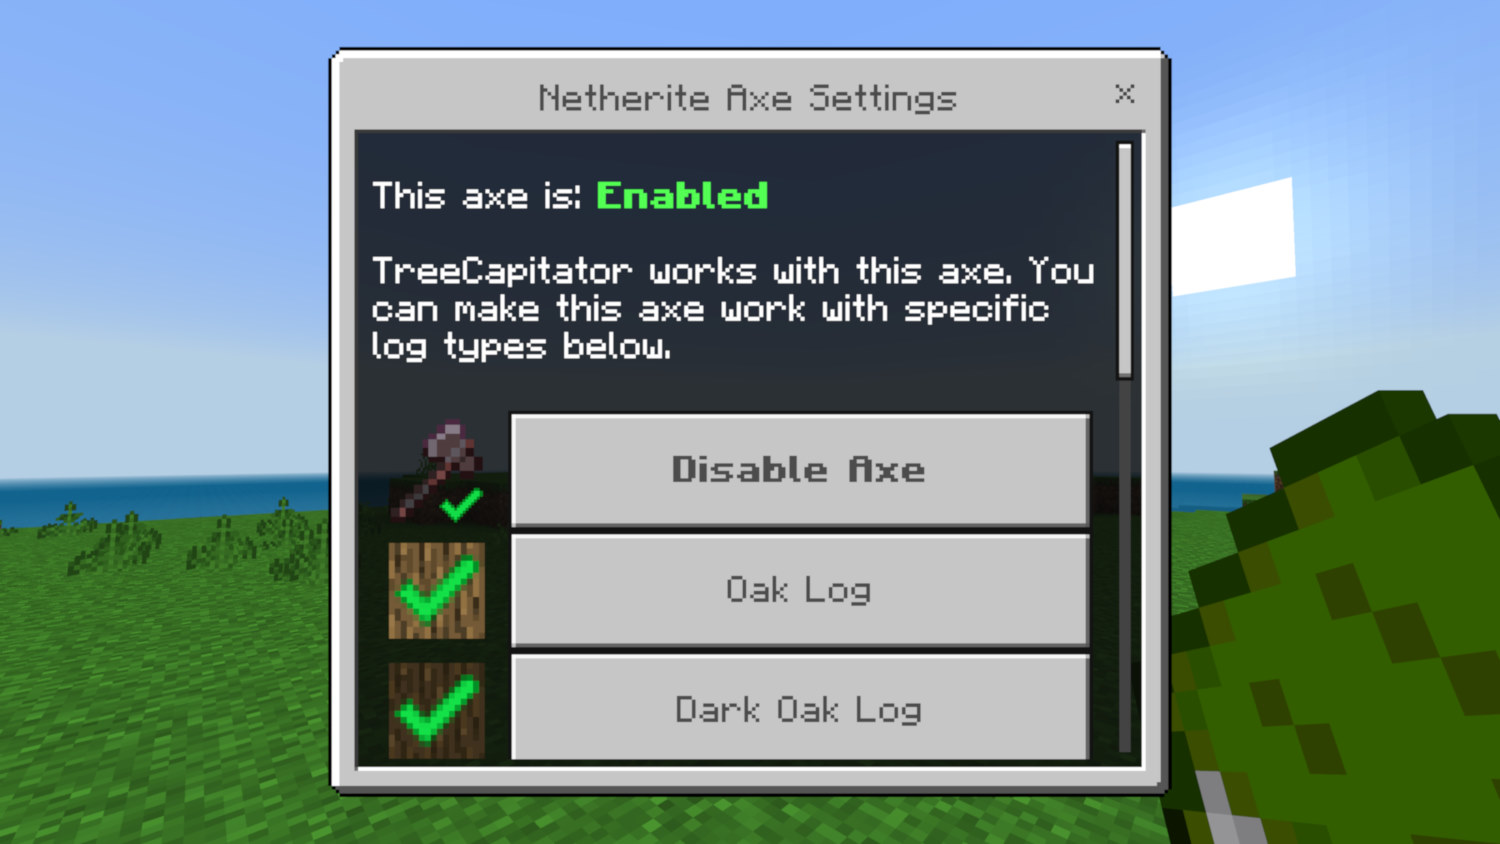 Netherite Axe Settings
This axe is: Enabled
TreeCapitator works with this axe. You
can make this axe work with specific
log types below.
Disable Axe
Oak Log
Dark Oak Log